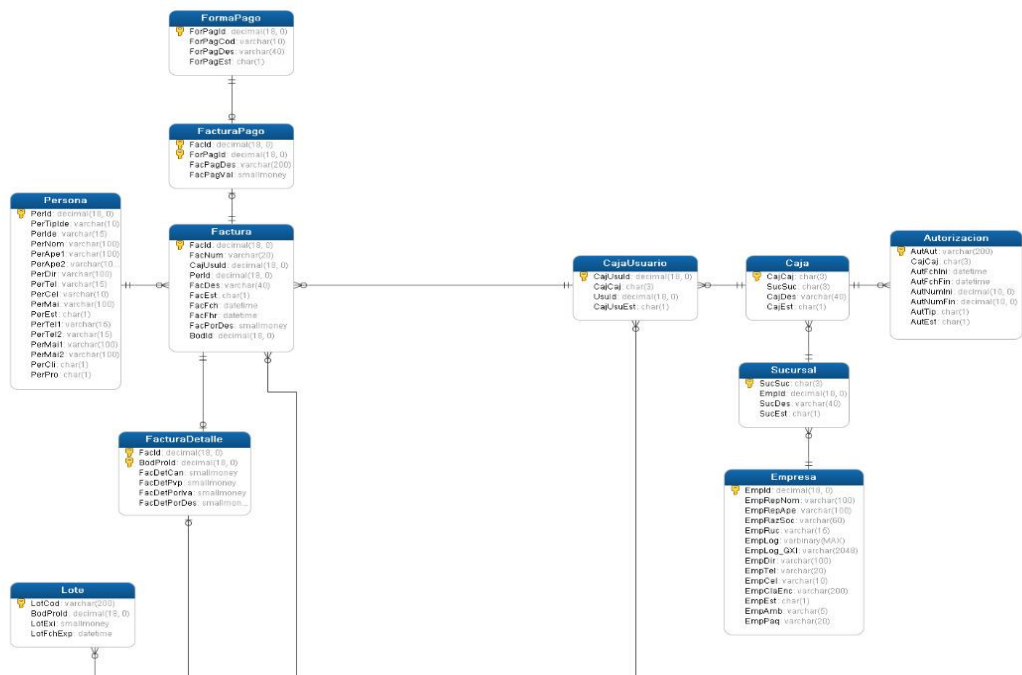 FormaPago
ForPagId: decimal(18, 0)
ForPagCod: varchar(10)
ForPagDes: varchar(40)
ForPagEst: char(1)
FacturaPago
FacId: decimal(18, 0)
ForPagId: decimal(18, 0)
FacPagDes: varchar(200)
FacPagVal: smallmoney
Persona
PerId: decimal(18, 0)
PerTipIde: varchar(10)
PerIde: varchar(15)
PerNom: varchar(100)
PerApe1: varchar(100)
PerApe2: varchar(10...
PerDir: varchar(100)
PerTel: varchar(15)
PerCel: varchar(10)
PerMai: varchar(100)
PerEst: char(1)
PerTel1: varchar(15)
PerTel2: varchar(15)
PerMai1: varchar(100)
PerMai2: varchar(100)
PerCli: char(1)
PerPro: char(1)
Factura
FacId: decimal(18, 0)
FacNum: varchar(20)
CajUsuId: decimal(18, 0)
PerId: decimal(18, 0)
FacDes: varchar(40)
FacEst: char(1)
FacFch: datetime
FacFhr: datetime
FacPorDes: smallmoney
BodId: decimal(18, 0)
CajaUsuario
CajUsuId: decimal(18, 0)
CajCaj: char(3)
UsuId: decimal(18, 0)
CajUsuEst: char(1)
Caja
CajCaj: char(3)
SucSuc: char(3)
CajDes: varchar(40)
CajEst: char(1)
Autorizacion
AutAut: varchar(200)
CajCaj: char(3)
AutFchIni: datetime
AutFchFin: datetime
AutNumIni: decimal(10, 0)
AutNumFin: decimal(10, 0)
AutTip: char(1)
AutEst: char(1)
Sucursal
SucSuc: char(3)
EmpId: decimal(18, 0)
SucDes: varchar(40)
SucEst: char(1)
FacturaDetalle
FacId: decimal(18, 0)
BodProId: decimal(18, 0)
FacDetCan: smallmoney
FacDetPvp: smallmoney
FacDetPorIva: smallmoney
FacDetPorDes: smallmon...
Empresa
EmpId: decimal(18, 0)
EmpRepNom: varchar(100)
EmpRepApe: varchar(100)
EmpRazSoc: varchar(60)
EmpRuc: varchar(15)
EmpLog: varbinary(MAX)
EmpLog_GXI: varchar(2048)
EmpDir: varchar(100)
EmpTel: varchar(20)
EmpCel: varchar(10)
EmpClaEnc: varchar(200)
EmpEst: char(1)
EmpAmb: varchar(5)
EmpPaq: varchar(20)
Lote
LotCod: varchar(200)
BodProId: decimal(18, 0)
LotExi: smallmoney
LotFchExp: datetime